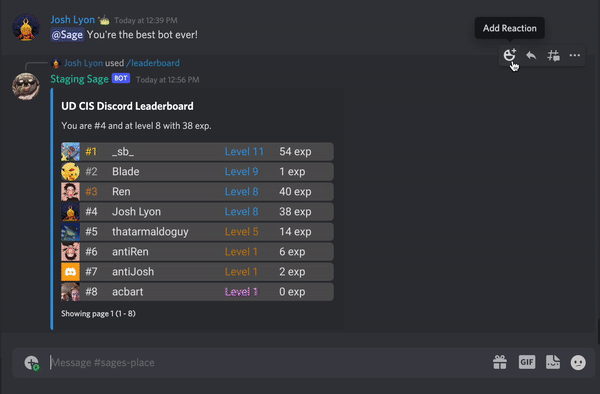 Josh Lyon Today at 12:39 PM
@Sage You're the best bot ever!
Add Reaction
Josh Lyon used /leaderboard
Staging Sage BOT Today at 12:56 PM
UD CIS Discord Leaderboard
You are #4 and at level 8 with 38 exp.
#1 _sb_ Level 11 54 exp
#2 Blade Level 9 1 exp
#3 Ren Level 8 40 exp
#4 Josh Lyon Level 8 38 exp
#5 thatarmaldoguy Level 5 14 exp
#6 antiRen Level 1 6 exp
#7 antiJosh Level 1 2 exp
#8 acbart Level 1 0 exp
Showing page 1 (1 - 8)
Message #sages-place
GIF